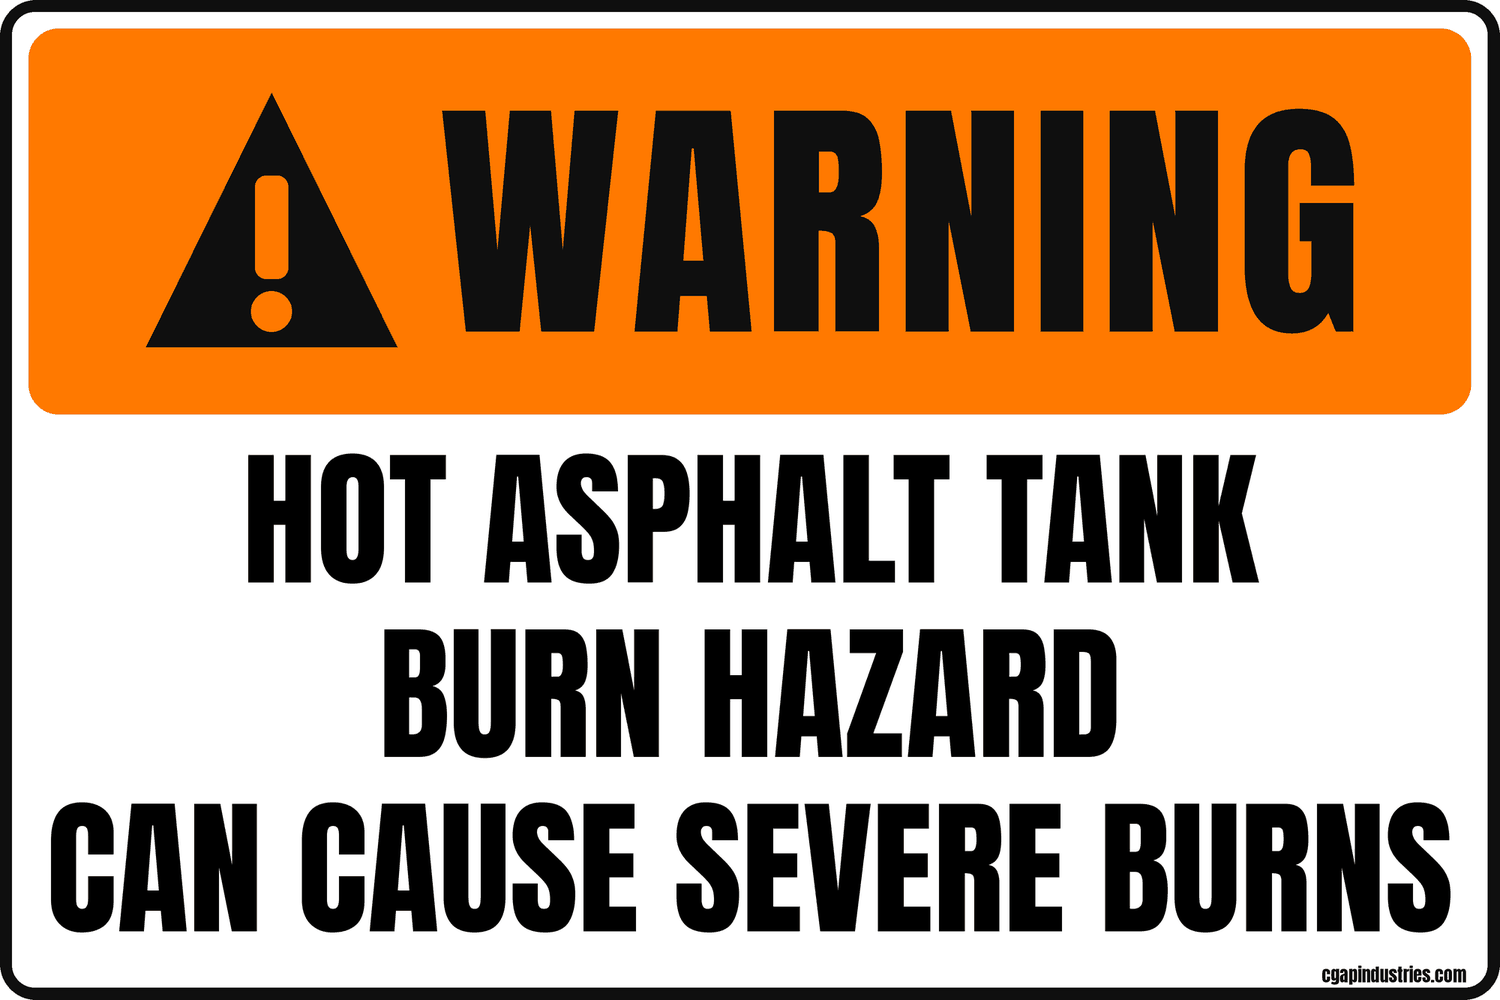 WARNING
HOT ASPHALT TANK
BURN HAZARD
CAN CAUSE SEVERE BURNS
cgapindustries.com